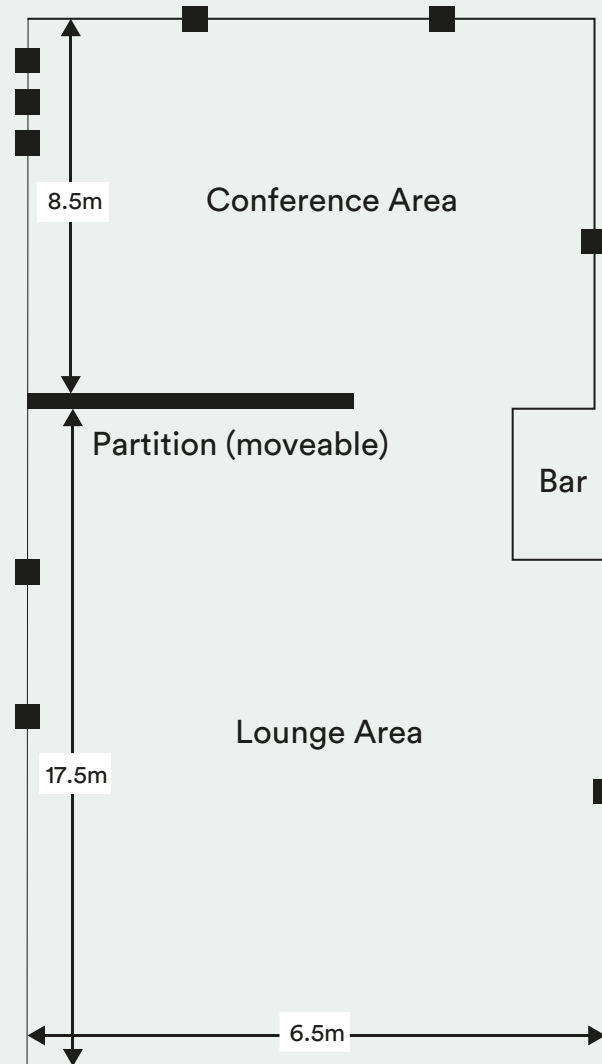 8.5m
Conference Area
Partition (moveable)
Bar
Lounge Area
17.5m
6.5m